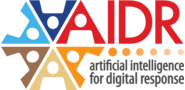 AIDR
artificial intelligence
for digital response